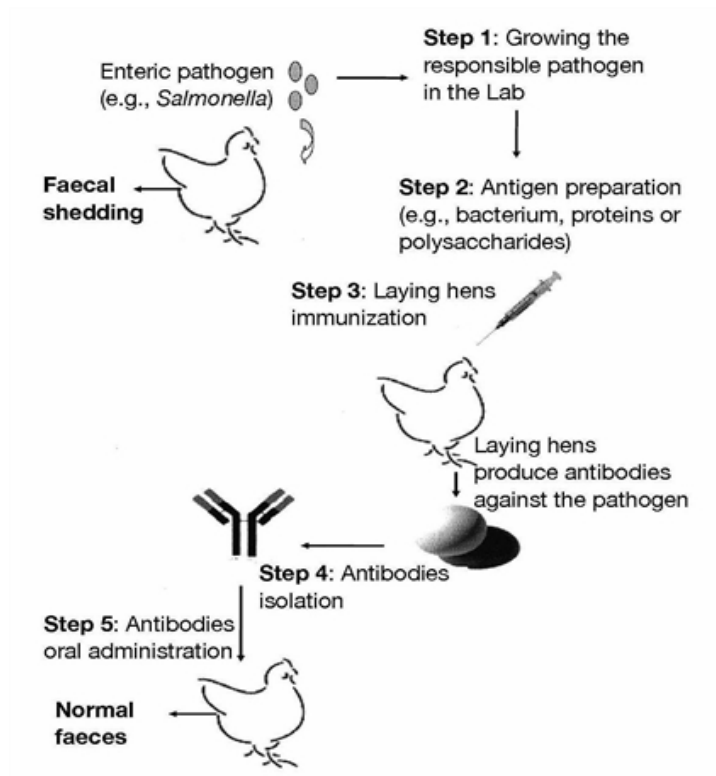 Enteric pathogen
(e.g., Salmonella)
Step 1: Growing the
responsible pathogen
in the Lab
Faecal
shedding
Step 2: Antigen preparation
(e.g., bacterium, proteins or
polysaccharides)
Step 3: Laying hens
immunization
Laying hens
produce antibodies
against the pathogen
Step 4: Antibodies
isolation
Step 5: Antibodies
oral administration
Normal
faeces